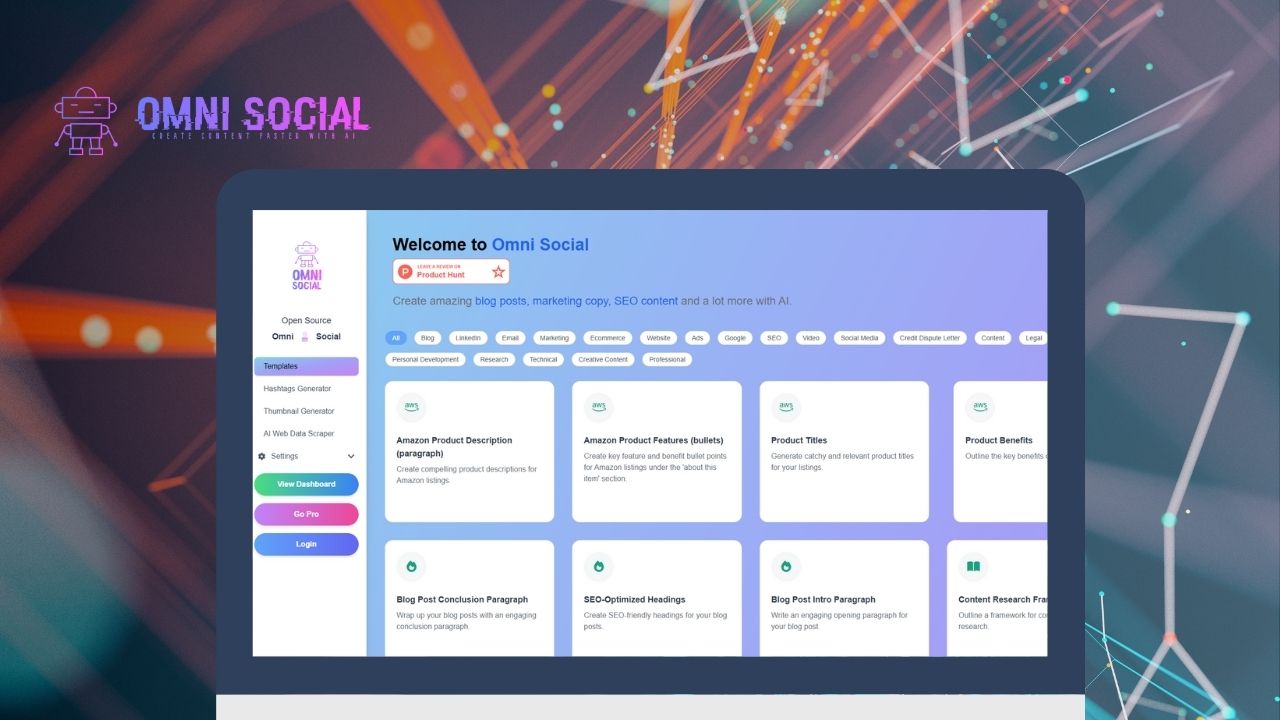 OMNI SOCIAL
CREATE CONTENT FASTER WITH AI
OMNI
SOCIAL
Open Source
Omni Social
Templates
Hashtags Generator
Thumbnail Generator
AI Web Data Scraper
Settings
View Dashboard
Go Pro
Login
Welcome to Omni Social
P
LEAVE A REVIEW ON
Product Hunt
Create amazing blog posts, marketing copy, SEO content and a lot more with AI.
All Blog LinkedIn Email Marketing Ecommerce Website Ads Google SEO Video Social Media Credit Dispute Letter Content Legal
Personal Development Research Technical Creative Content Professional
aws aws aws aws
Amazon Product Description
(paragraph)
Create compelling product descriptions for
Amazon listings.
Amazon Product Features (bullets)
Create key feature and benefit bullet points
for Amazon listings under the 'about this
item' section.
Product Titles
Generate catchy and relevant product titles
for your listings.
Product Benefits
Outline the key benefits
Blog Post Conclusion Paragraph
Wrap up your blog posts with an engaging
conclusion paragraph.
SEO-Optimized Headings
Create SEO-friendly headings for your blog
posts.
Blog Post Intro Paragraph
Write an engaging opening paragraph for
your blog post.
Content Research
Outline a framework for
research.